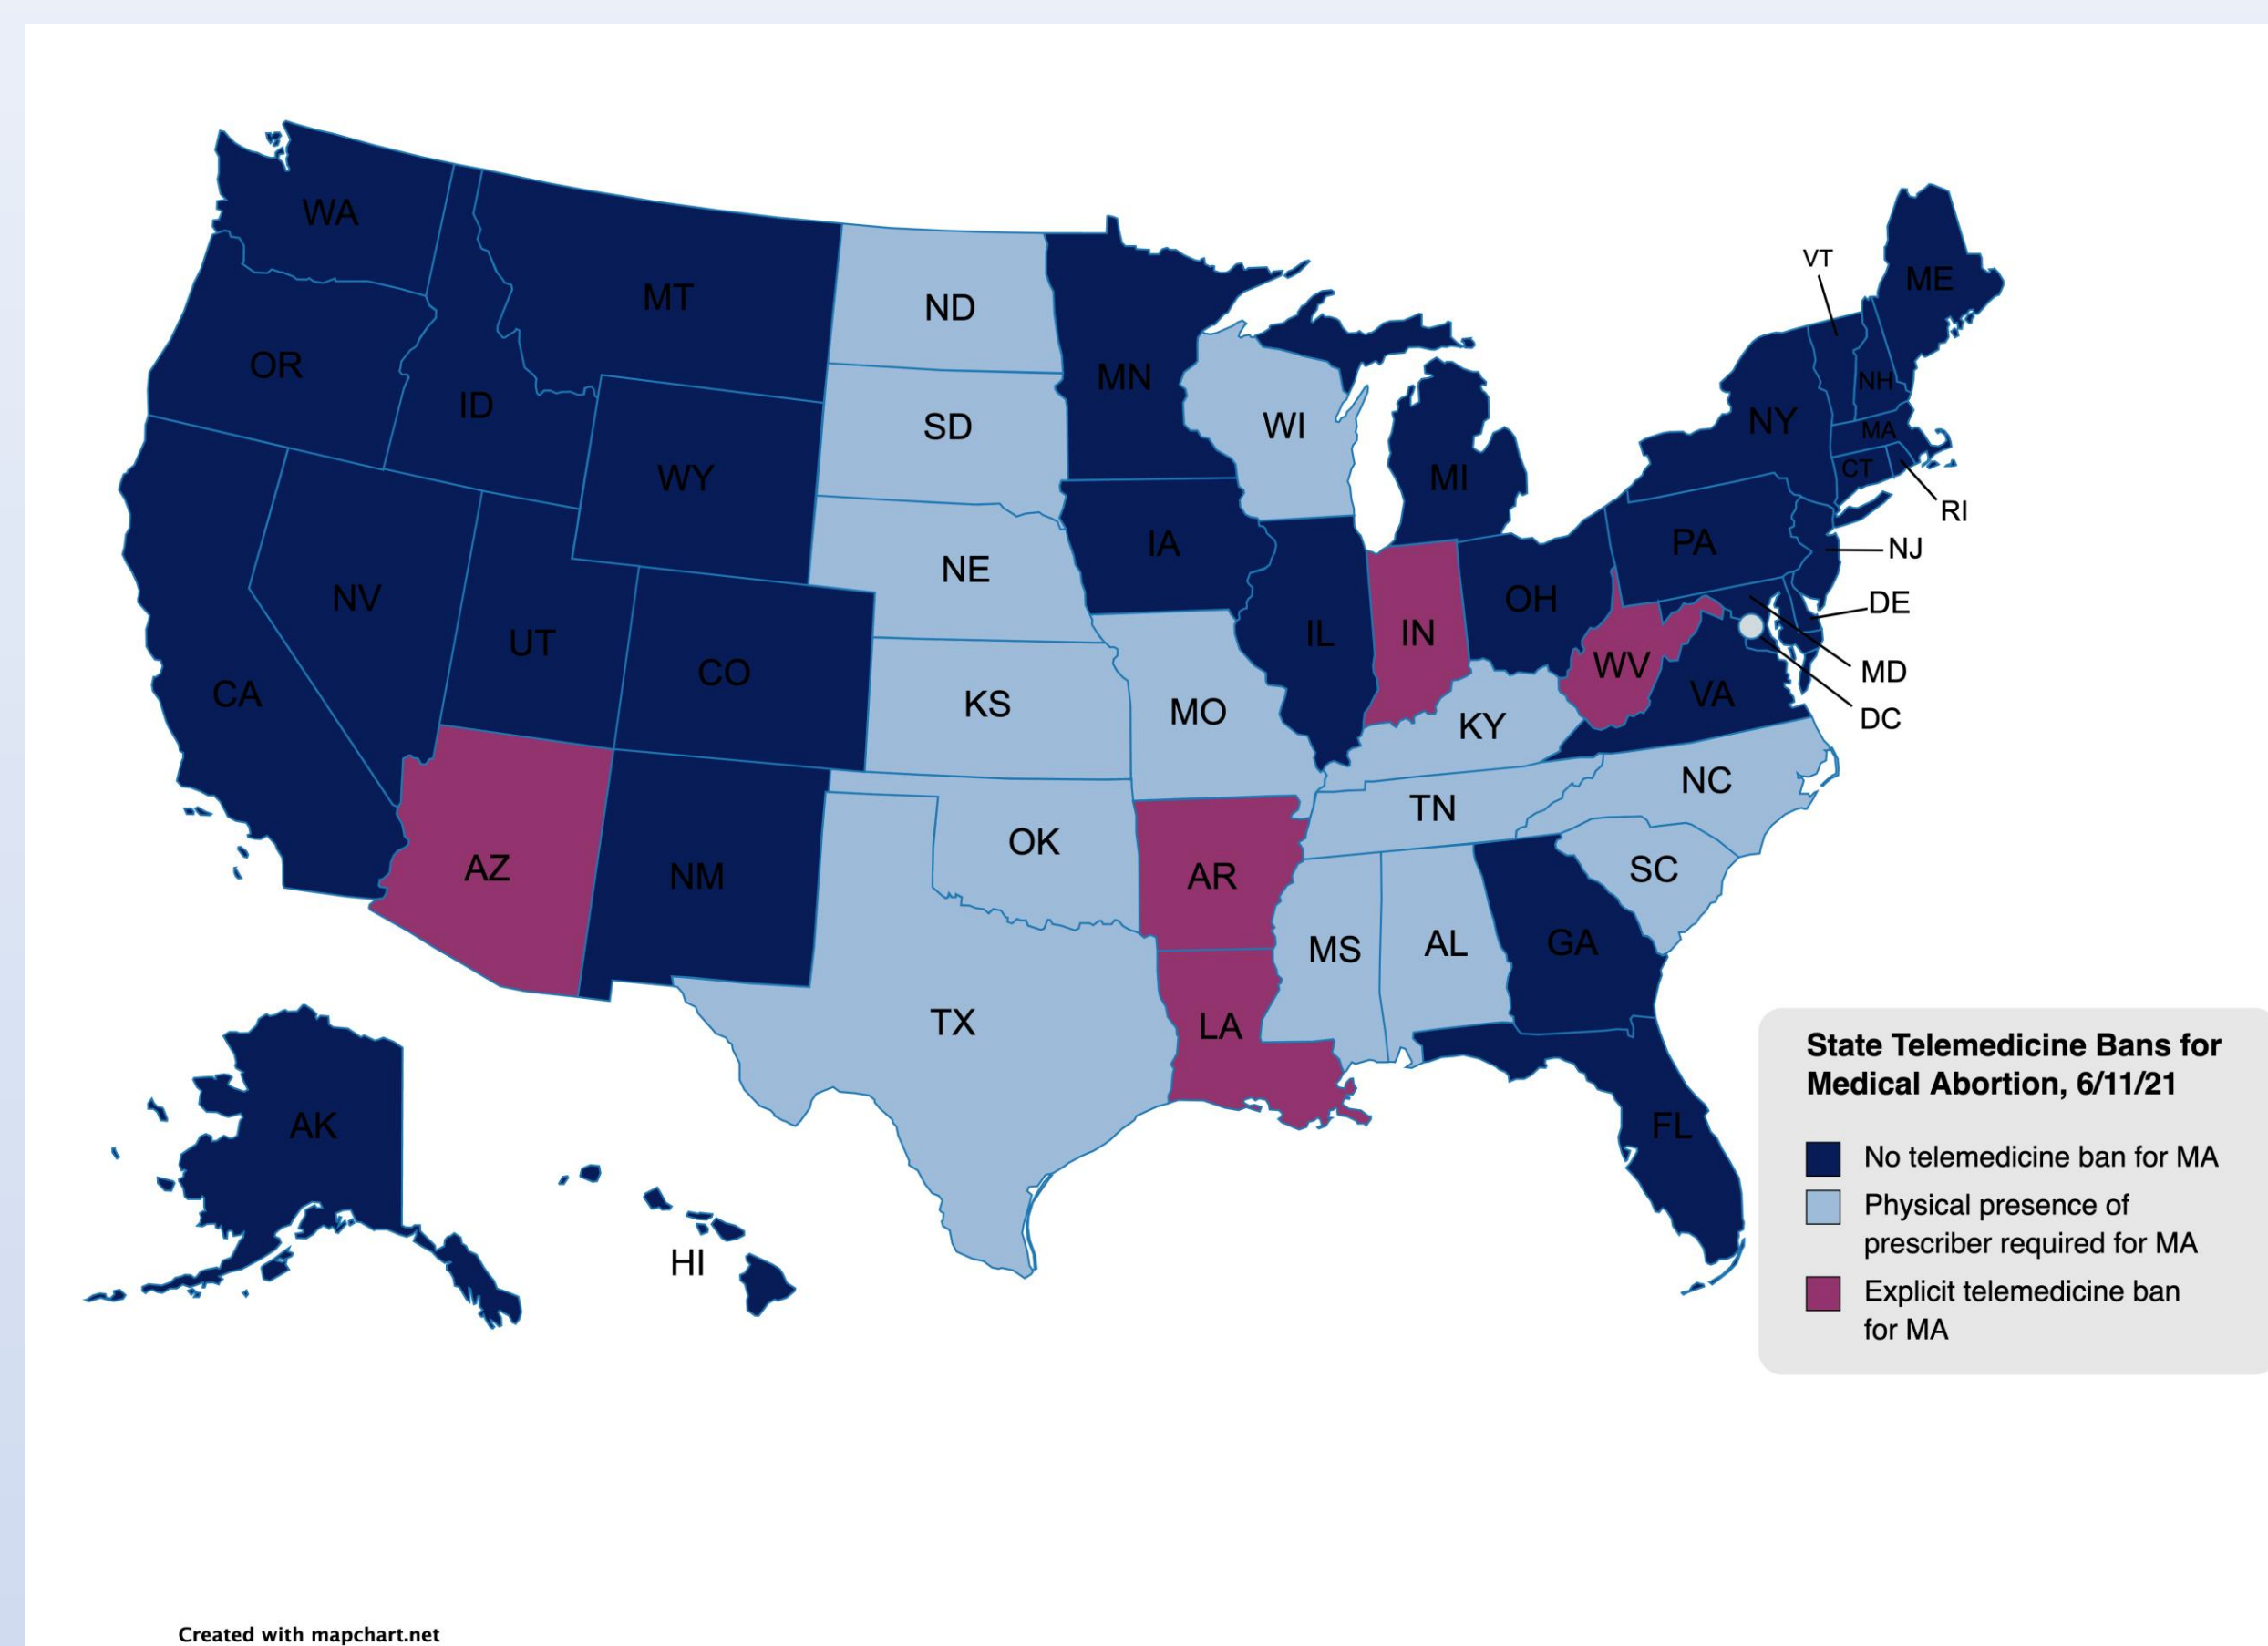 WA
MT
ND
MN
VT
ME
OR
ID
SD
WI
NH
NY
WY
MI
MA
CT
RI
IA
PA
NJ
NE
NV
UT
CO
IL
IN
OH
DE
WV
MD
CA
KS
MO
KY
VA
DC
NC
TN
OK
AZ
NM
AR
SC
MS
AL
GA
TX
LA
State Telemedicine Bans for
Medical Abortion, 6/11/21
AK
FL
HI
No telemedicine ban for MA
Physical presence of
prescriber required for MA
Explicit telemedicine ban
for MA
Created with mapchart.net